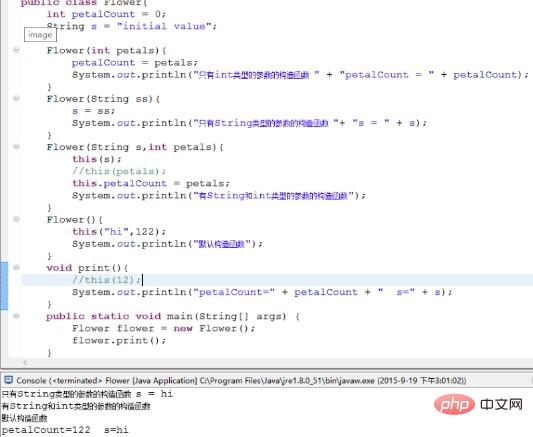 public class Flower{
int petalCount = 0;
String s = "initial value";
image
Flower(int petals){
petalCount = petals;
System.out.println("只有int类型的参数的构造函数 " + "petalCount = " + petalCount);
}
Flower(String ss){
s = ss;
System.out.println("只有String类型的参数的构造函数 "+ "s = " + s);
}
Flower(String s,int petals){
this(s);
//this(petals);
this.petalCount = petals;
System.out.println("有String和int类型的参数的构造函数");
}
Flower(){
this("hi",122);
System.out.println("默认构造函数");
}
void print(){
//this(12);
System.out.println("petalCount=" + petalCount + "  s=" + s);
}
public static void main(String[] args) {
Flower flower = new Flower();
flower.print();
}
Console (<terminated> Flower [Java Application] C:\Program Files\Java\jre1.8.0_51\bin\javaw.exe (2015-9-19 下午3:01:02))
只有String类型的参数的构造函数 s = hi
有String和int类型的参数的构造函数
默认构造函数
petalCount=122  s=hi
php 中文网